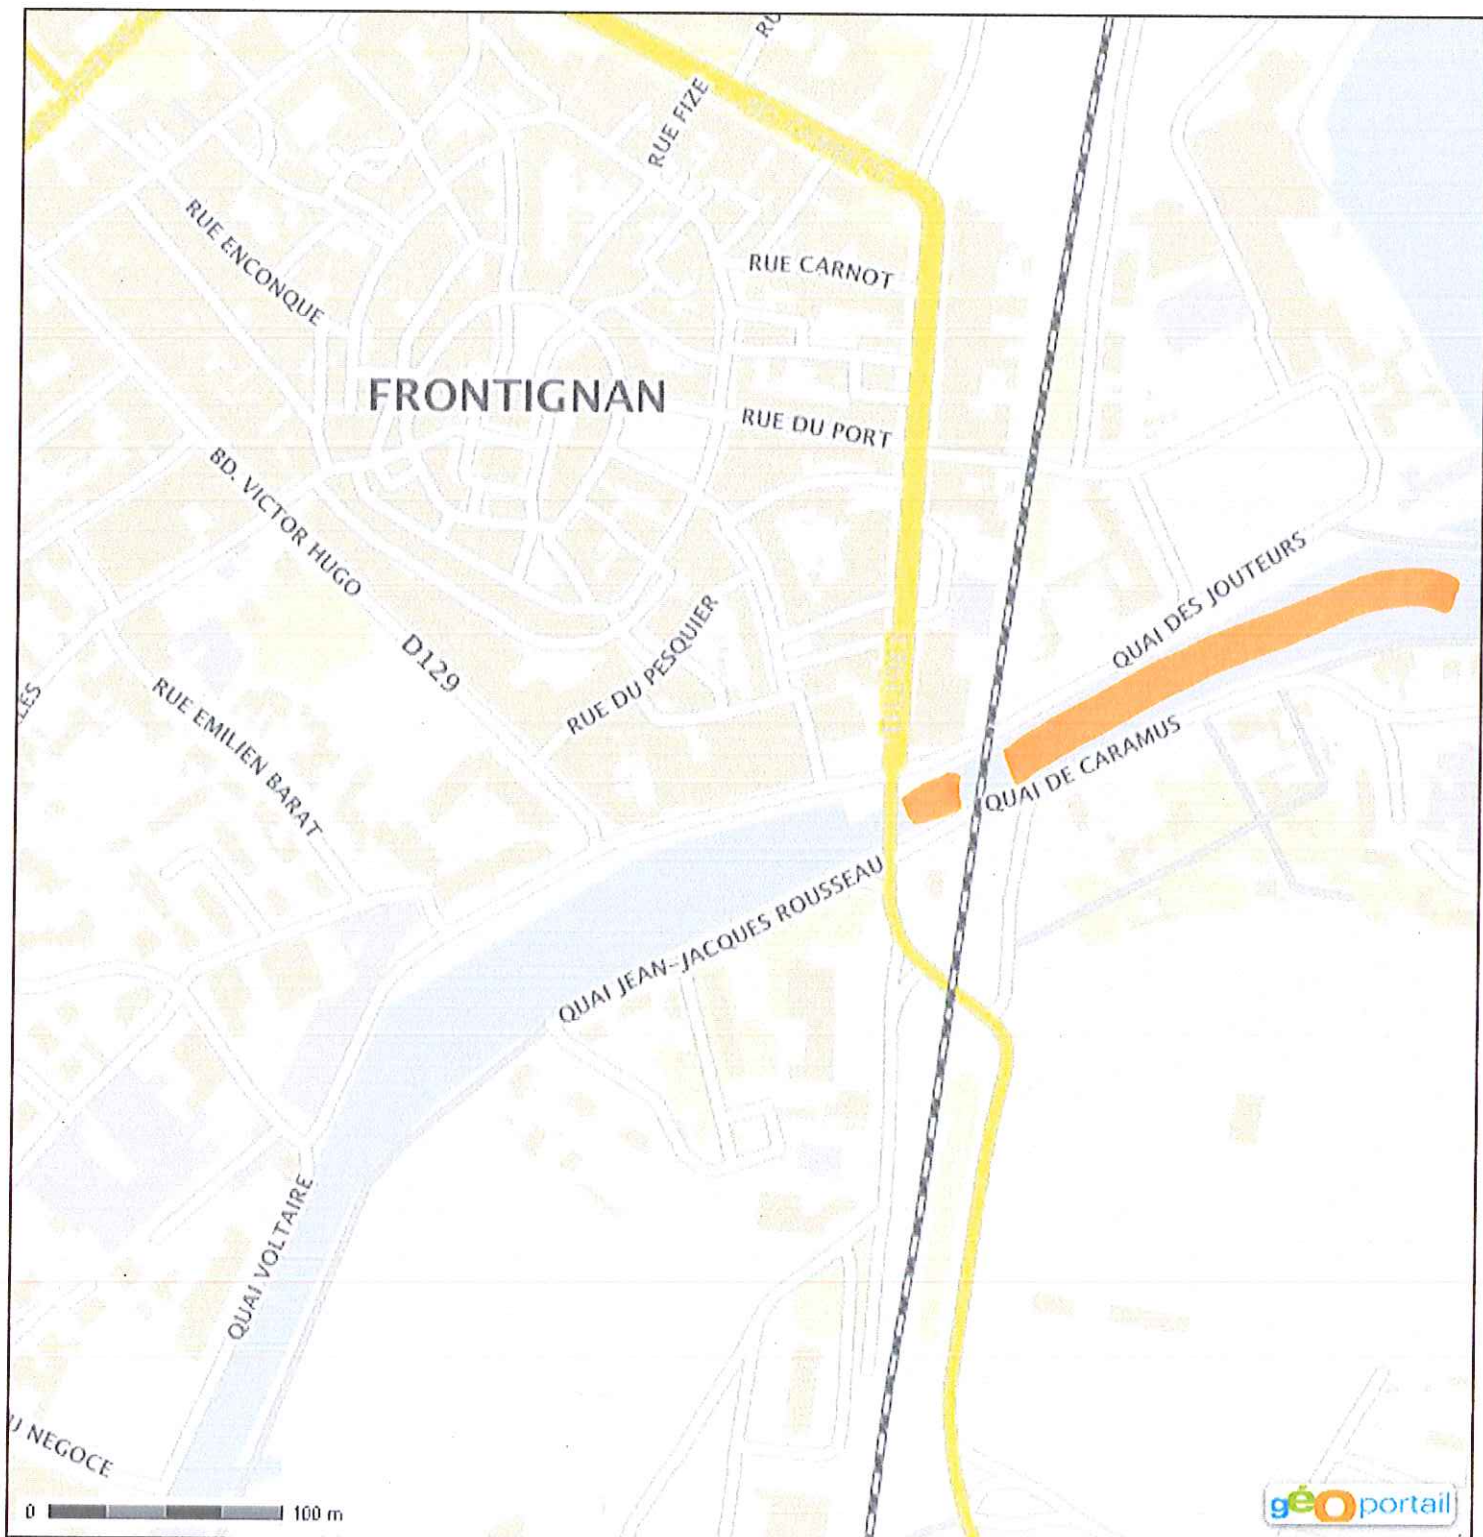 RUE FIZE
RUE ENCONQUE
RUE CARNOT
FRONTIGNAN
RUE DU PORT
BD. VICTOR HUGO
D129
RUE DU PESQUIER
QUAI DES JOUTEURS
RUE EMILIEN BARAT
QUAI DE CARAMUS
QUAI JEAN-JACQUES ROUSSEAU
QUAI VOLTAIRE
NEGOCE
0 100 m
géoportail